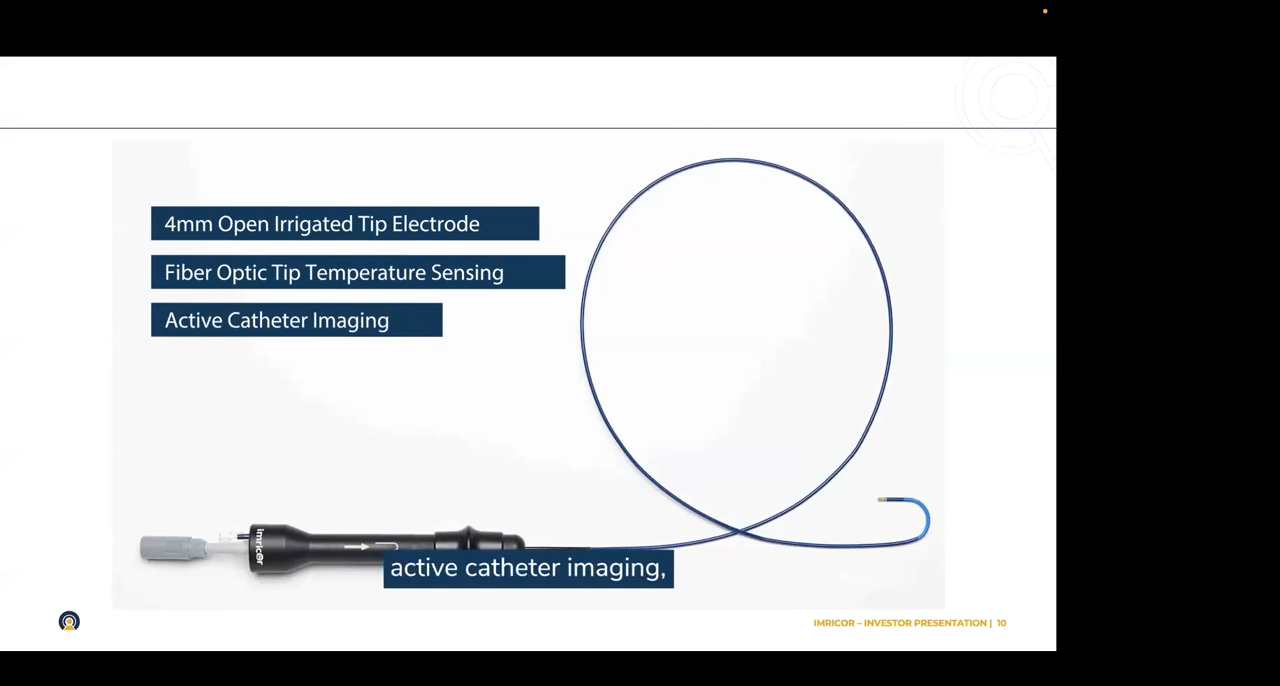 4mm Open Irrigated Tip Electrode
Fiber Optic Tip Temperature Sensing
Active Catheter Imaging
imricor
active catheter imaging,
IMRICOR – INVESTOR PRESENTATION | 10